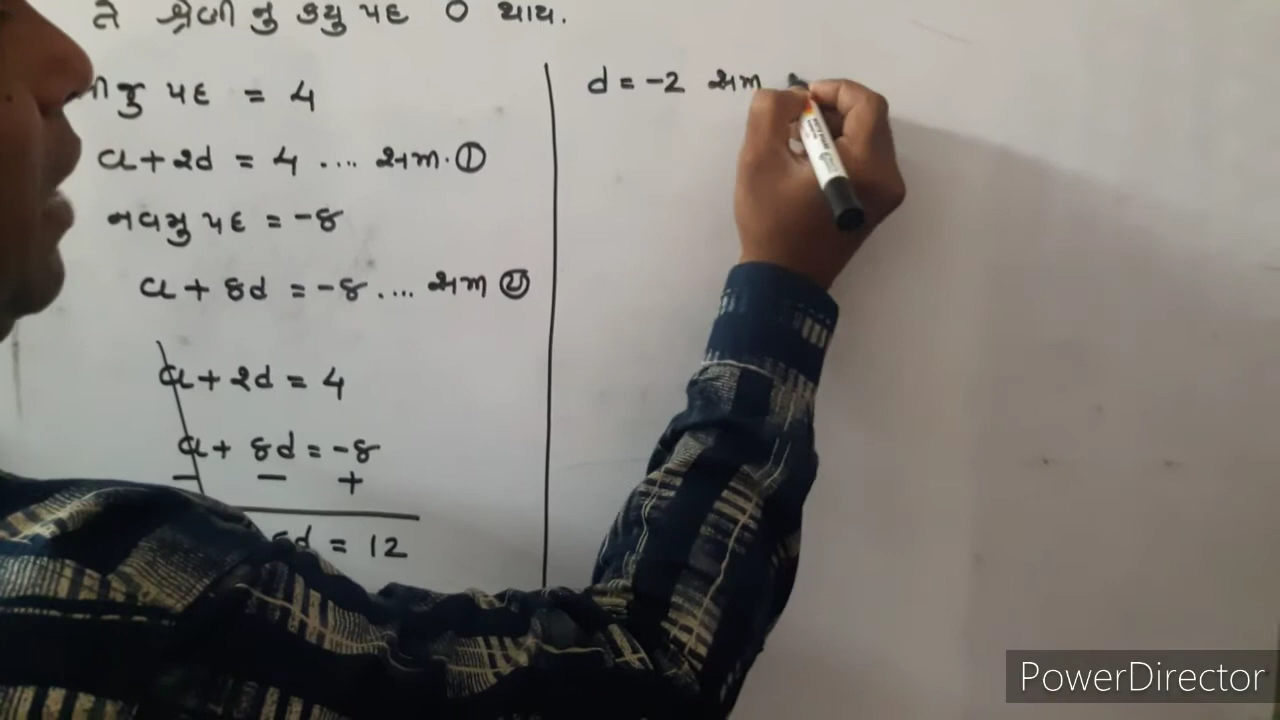 તે શ્રેણી નુ કયુ પદ 0 થાય.
પદ = 4
a + 2d = 4 .... સમ. ①
નવમુ પદ = -8
a + 8d = -8 .... સમ ②
a + 2d = 4
a + 8d = -8
− − +
d = 12
d = -2 સમ
PowerDirector